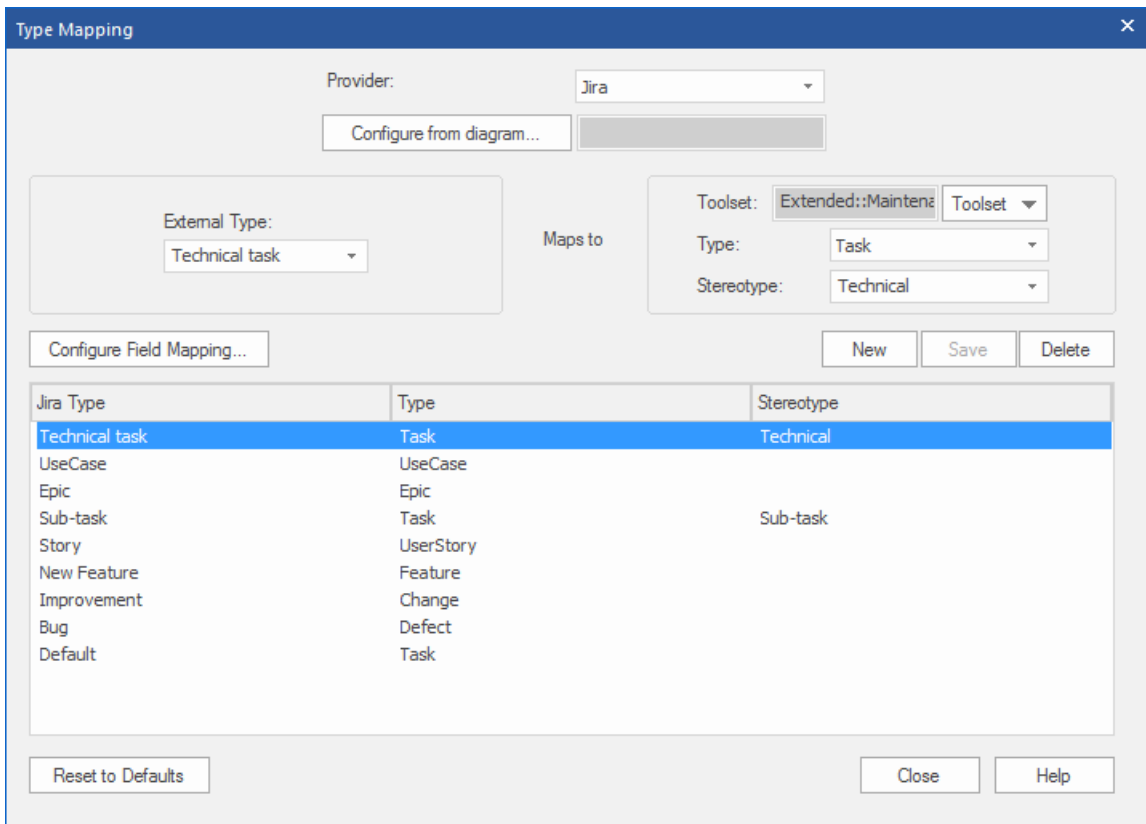 Type Mapping
Provider: Jira
Configure from diagram...
External Type:
Technical task
Maps to
Toolset: Extended::Maintena Toolset
Type: Task
Stereotype: Technical
Configure Field Mapping... New Save Delete
Jira Type Type Stereotype
Technical task Task Technical
UseCase UseCase
Epic Epic
Sub-task Task Sub-task
Story UserStory
New Feature Feature
Improvement Change
Bug Defect
Default Task
Reset to Defaults Close Help